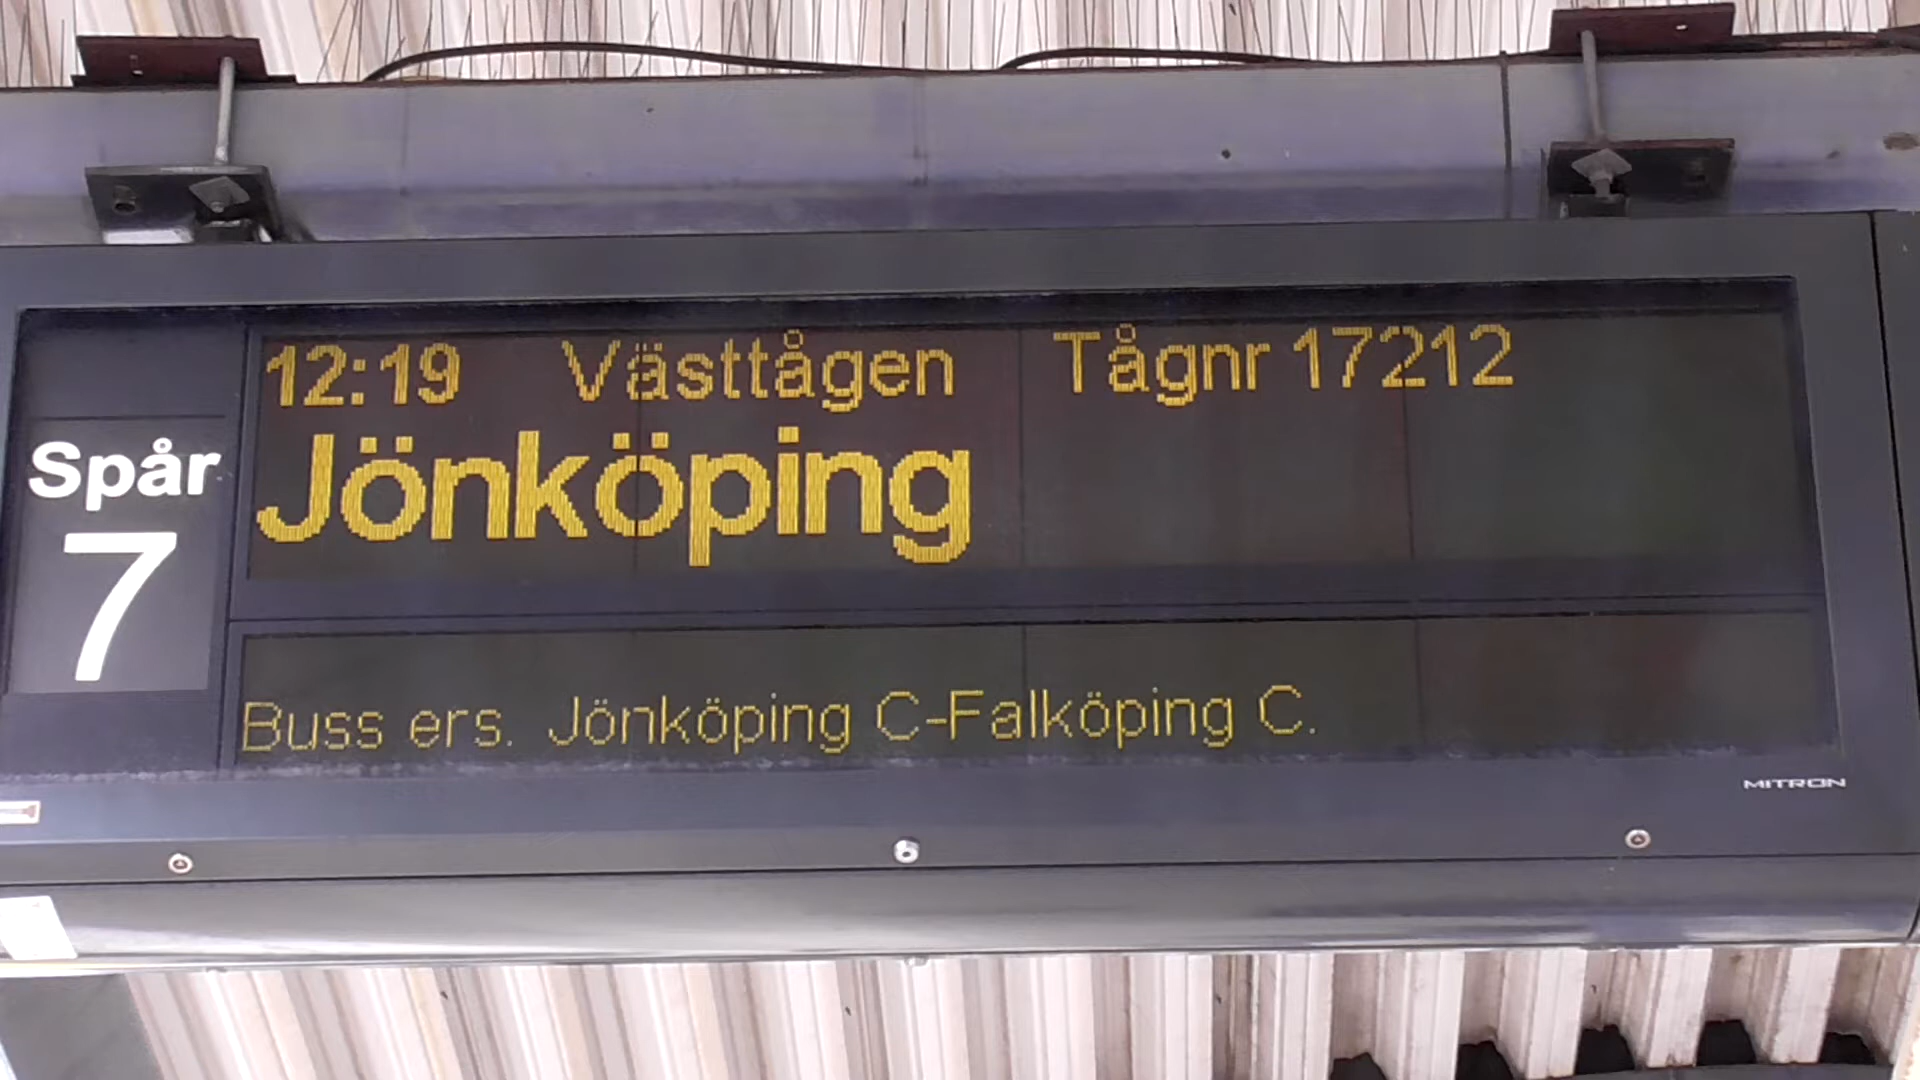 12:19 Västtågen Tågnr 17212
Spår
7
Jönköping
Buss ers. Jönköping C-Falköping C.
MITRON